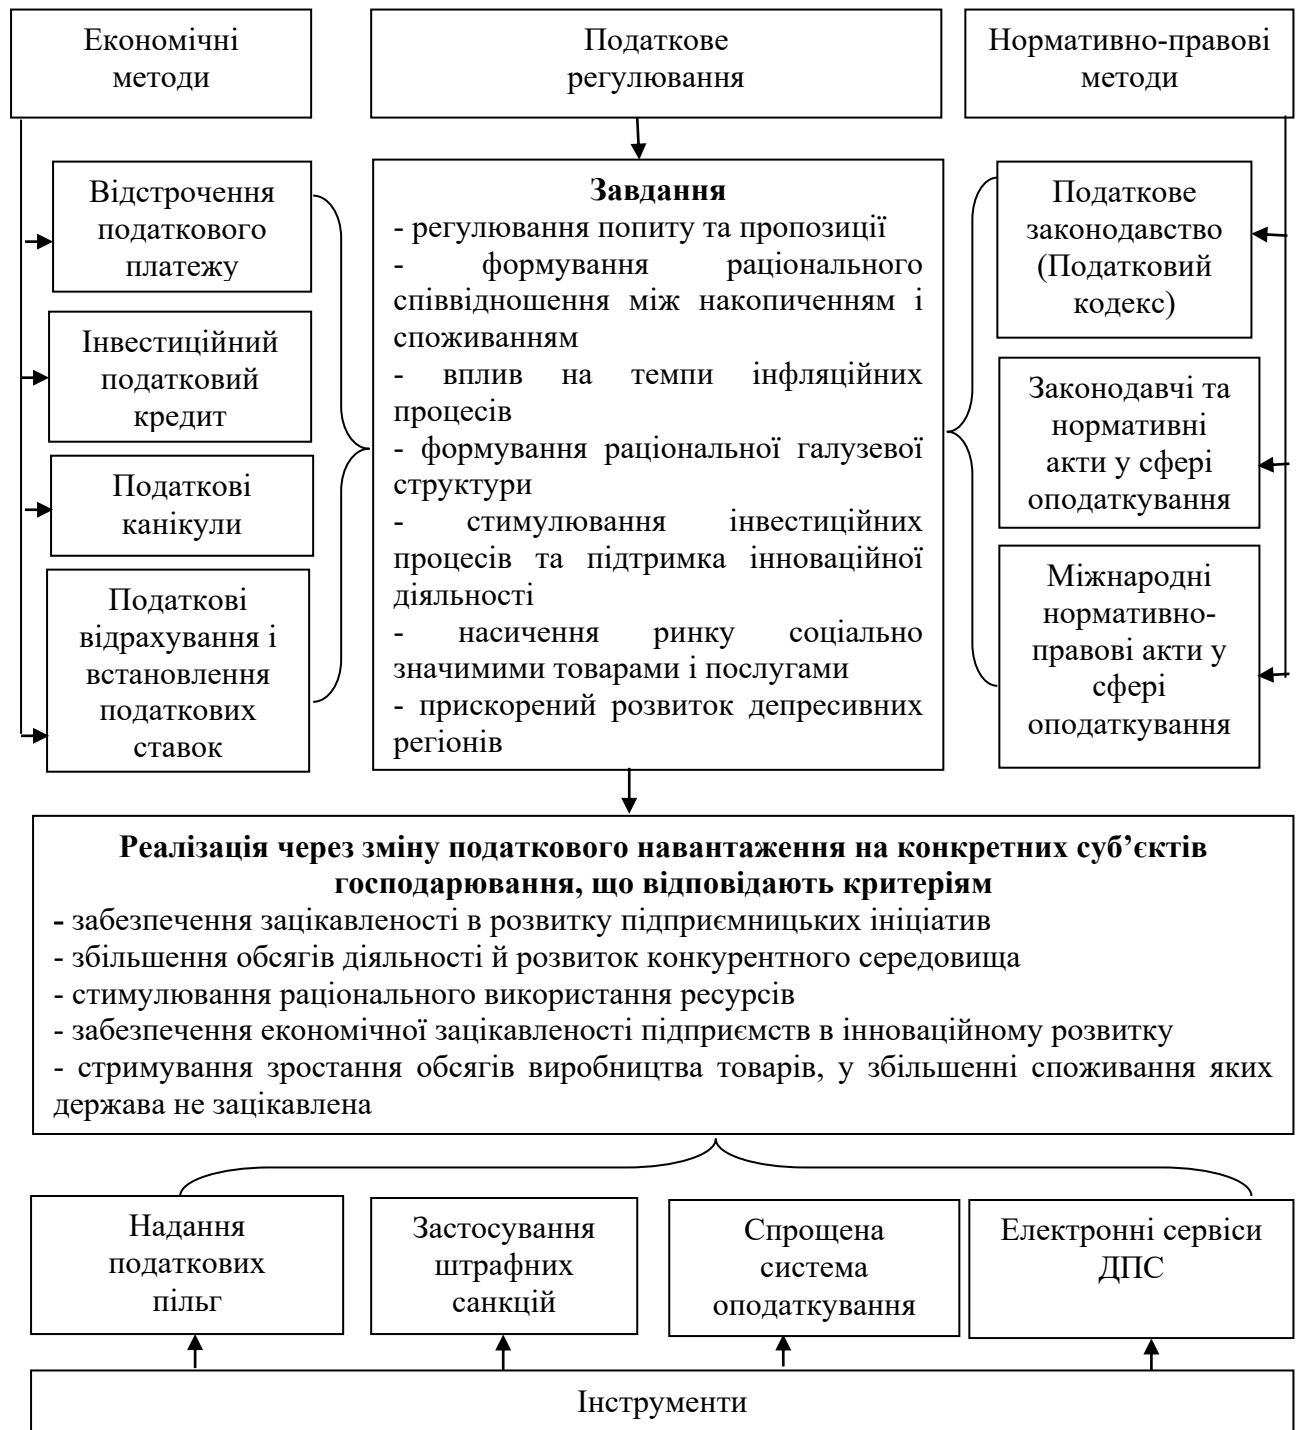 Економічні
методи
Податкове
регулювання
Нормативно-правові
методи
Відстрочення
податкового
платежу
Інвестиційний
податковий
кредит
Податкові
канікули
Податкові
відрахування і
встановлення
податкових
ставок
Завдання
- регулювання попиту та пропозиції
- формування раціонального
співвідношення між накопиченням і
споживанням
- вплив на темпи інфляційних
процесів
- формування раціональної галузевої
структури
- стимулювання інвестиційних
процесів та підтримка інноваційної
діяльності
- насичення ринку соціально
значимими товарами і послугами
- прискорений розвиток депресивних
регіонів
Податкове
законодавство
(Податковий
кодекс)
Законодавчі та
нормативні
акти у сфері
оподаткування
Міжнародні
нормативно-
правові акти у
сфері
оподаткування
Реалізація через зміну податкового навантаження на конкретних суб’єктів
господарювання, що відповідають критеріям
- забезпечення зацікавленості в розвитку підприємницьких ініціатив
- збільшення обсягів діяльності й розвиток конкурентного середовища
- стимулювання раціонального використання ресурсів
- забезпечення економічної зацікавленості підприємств в інноваційному розвитку
- стримування зростання обсягів виробництва товарів, у збільшенні споживання яких
держава не зацікавлена
Надання
податкових
пільг
Застосування
штрафних
санкцій
Спрощена
система
оподаткування
Електронні сервіси
ДПС
Інструменти